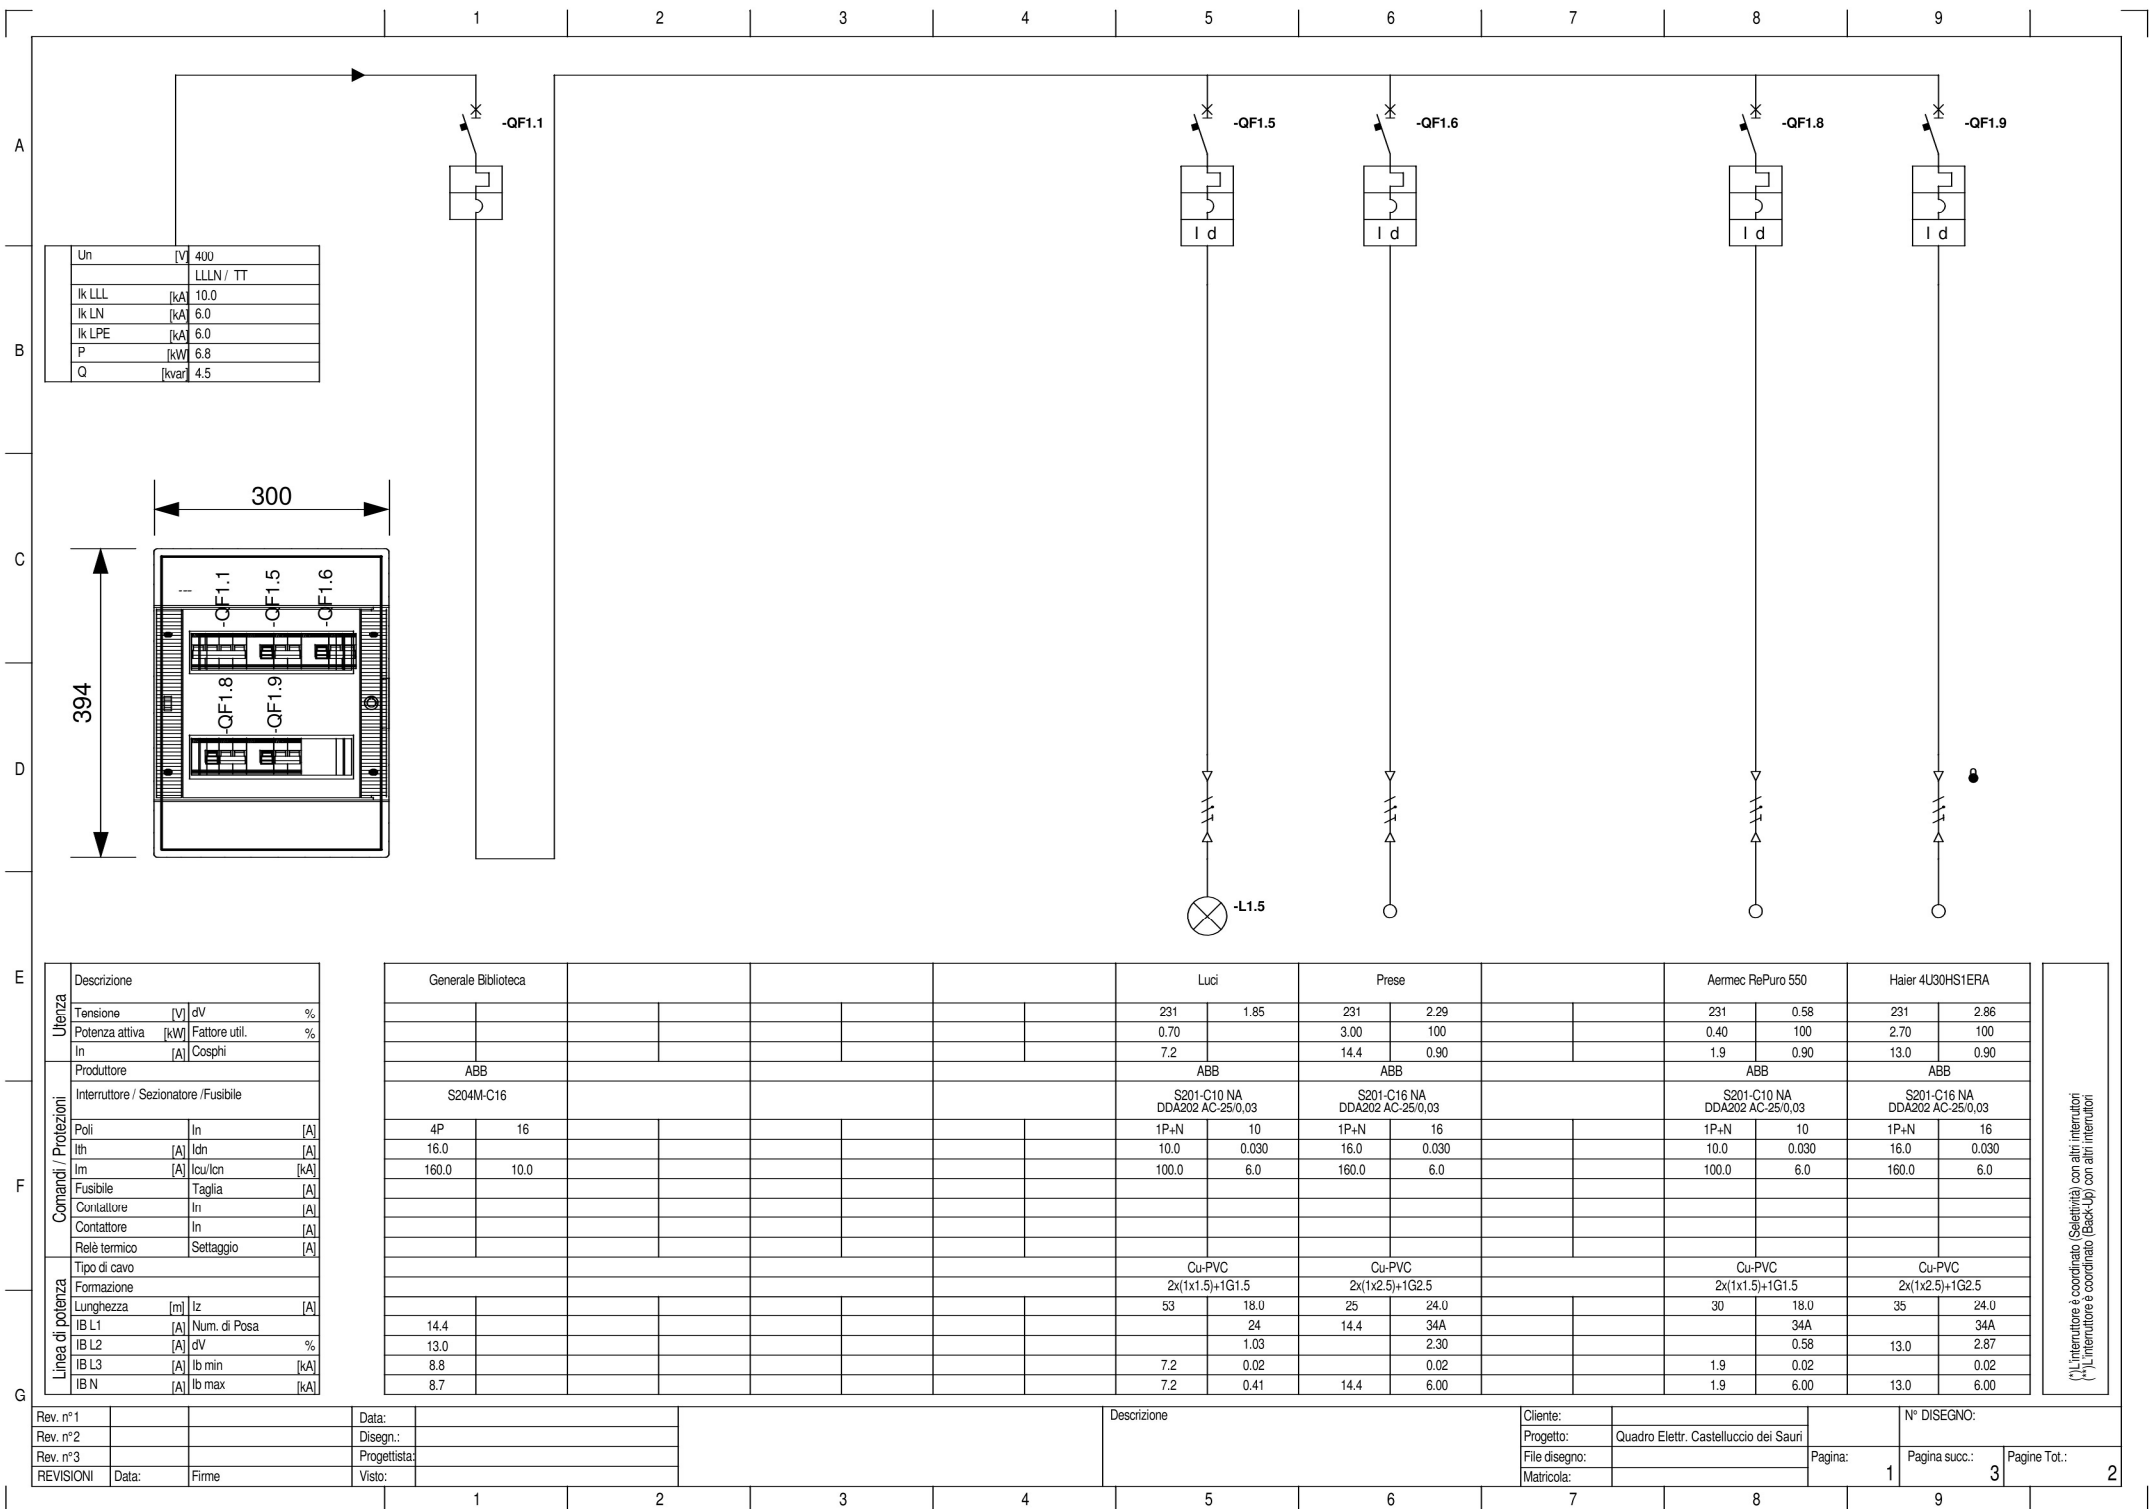 1 2 3 4 5 6 7 8 9
A
-QF1.1 -QF1.5 -QF1.6 -QF1.8 -QF1.9
I d I d I d I d
B
Un [V] 400
LLLN / TT
Ik LLL [kA] 10.0
Ik LN [kA] 6.0
Ik LPE [kA] 6.0
P [kW] 6.8
Q [kvar] 4.5
C
300
394
---
-QF1.1 -QF1.5 -QF1.6
-QF1.8 -QF1.9
D
-L1.5
E
Utenza
Descrizione Generale Biblioteca Luci Prese Aermec RePuro 550 Haier 4U30HS1ERA
Tensione [V] dV % 231 1.85 231 2.29 231 0.58 231 2.86
Potenza attiva [kW] Fattore util. % 0.70 3.00 100 0.40 100 2.70 100
In [A] Cosphi 7.2 14.4 0.90 1.9 0.90 13.0 0.90
Comandi / Protezioni
Produttore ABB ABB ABB ABB ABB
Interruttore / Sezionatore /Fusibile S204M-C16 S201-C10 NA S201-C16 NA S201-C10 NA S201-C16 NA
DDA202 AC-25/0,03 DDA202 AC-25/0,03 DDA202 AC-25/0,03 DDA202 AC-25/0,03
Poli In [A] 4P 16 1P+N 10 1P+N 16 1P+N 10 1P+N 16
Ith [A] Idn [A] 16.0 10.0 0.030 16.0 0.030 10.0 0.030 16.0 0.030
F
Im [A] Icu/Icn [kA] 160.0 10.0 100.0 6.0 160.0 6.0 100.0 6.0 160.0 6.0
Fusibile Taglia [A]
Contattore In [A]
Contattore In [A]
Relè termico Settaggio [A]
Linea di potenza
Tipo di cavo Cu-PVC Cu-PVC Cu-PVC Cu-PVC
Formazione 2x(1x1.5)+1G1.5 2x(1x2.5)+1G2.5 2x(1x1.5)+1G1.5 2x(1x2.5)+1G2.5
Lunghezza [m] Iz [A] 53 18.0 25 24.0 30 18.0 35 24.0
IB L1 [A] Num. di Posa 14.4 24 14.4 34A 34A 34A
IB L2 [A] dV % 13.0 1.03 2.30 0.58 13.0 2.87
IB L3 [A] Ib min [kA] 8.8 7.2 0.02 0.02 1.9 0.02 0.02
IB N [A] Ib max [kA] 8.7 7.2 0.41 14.4 6.00 1.9 6.00 13.0 6.00
G
(*)L'interruttore è coordinato (Selettività) con altri interruttori
(**)L'interruttore è coordinato (Back-Up) con altri interruttori
Rev. n°1 Data: Descrizione Cliente: N° DISEGNO:
Rev. n°2 Disegn.: Progetto: Quadro Elettr. Castelluccio dei Sauri
Rev. n°3 Progettista: File disegno: Pagina: 1 Pagina succ.: 3 Pagine Tot.: 2
REVISIONI Data: Firme Visto: Matricola:
1 2 3 4 5 6 7 8 9